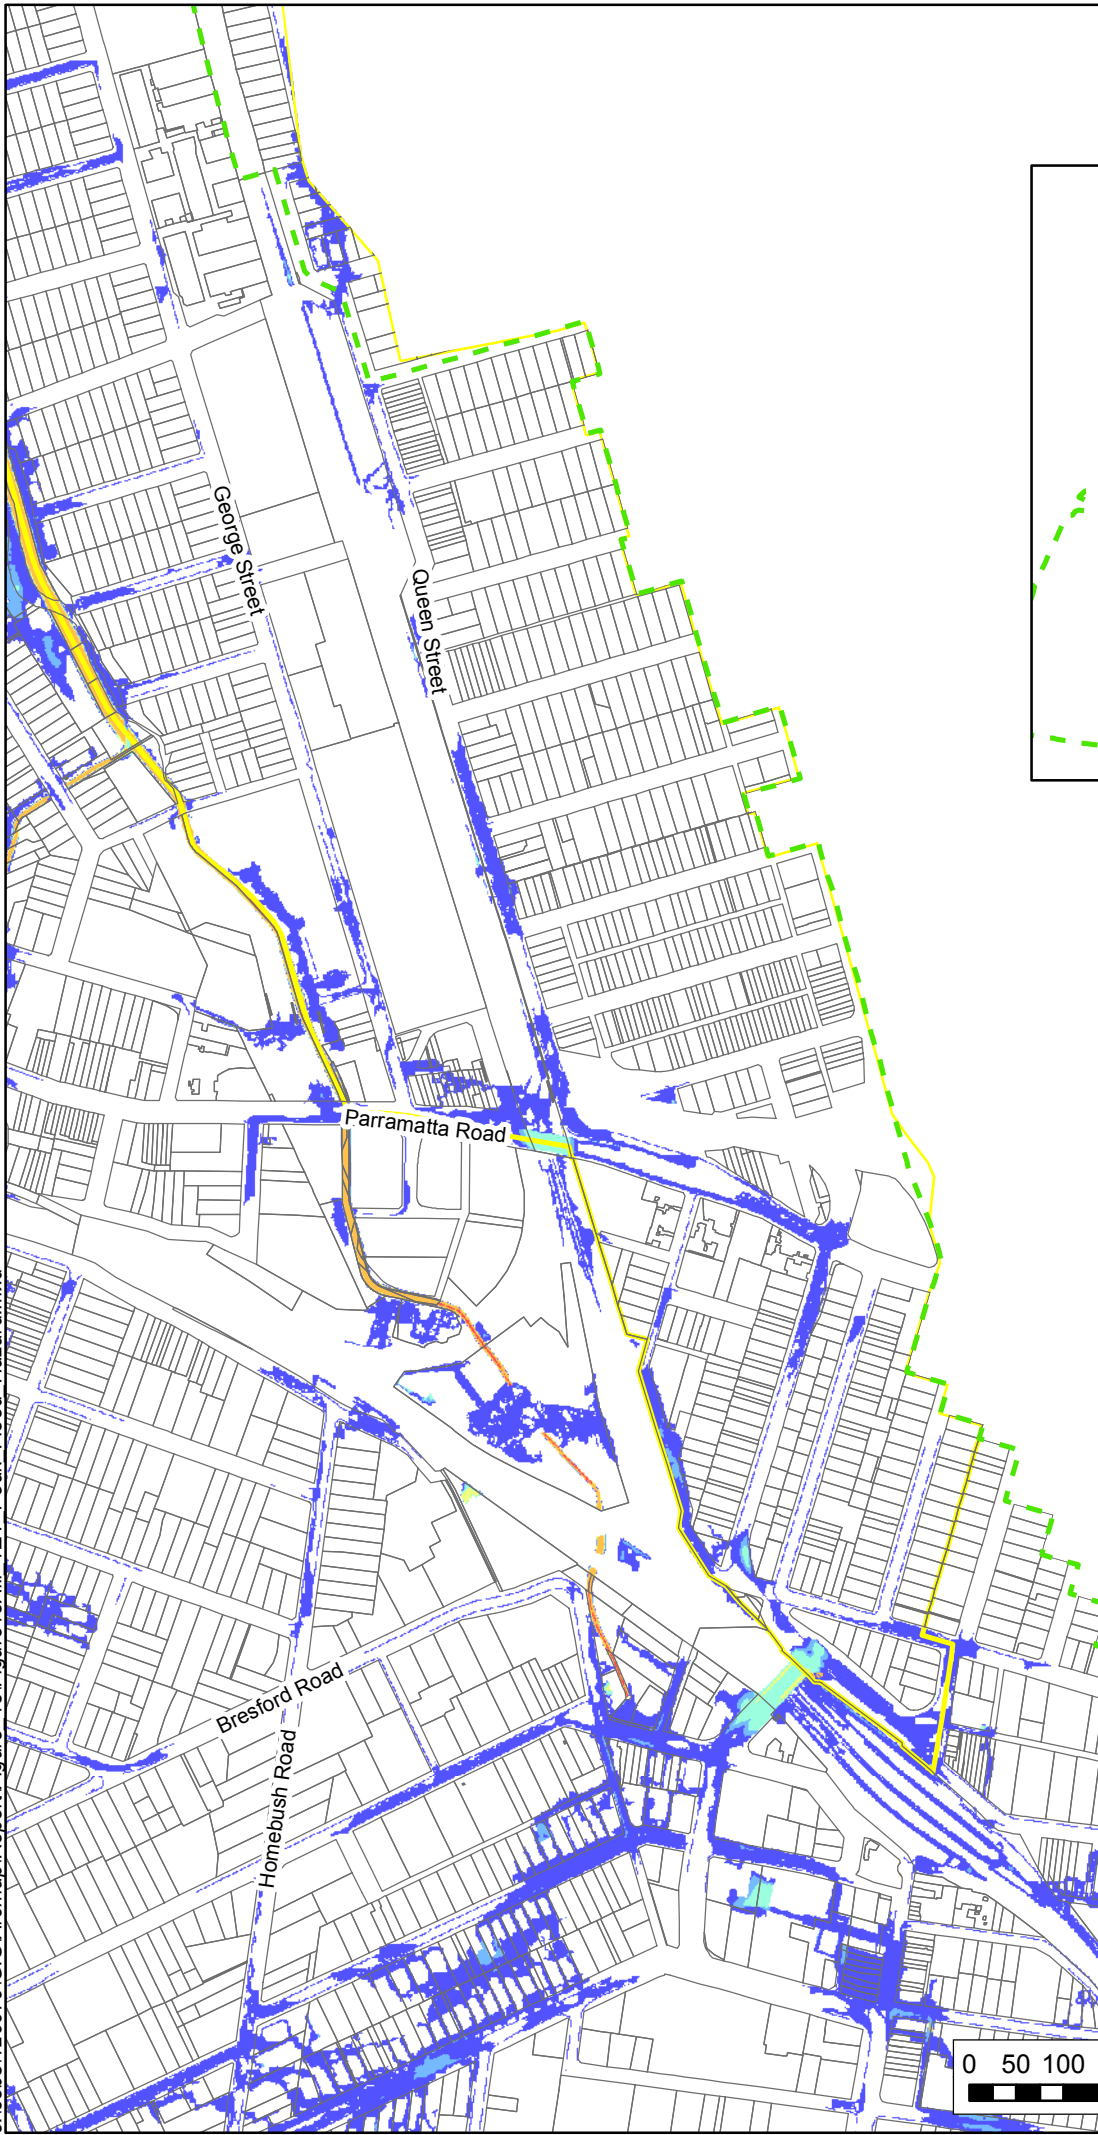 George Street
Queen Street
Parramatta Road
Bresford Road
Homebush Road
0 50 100